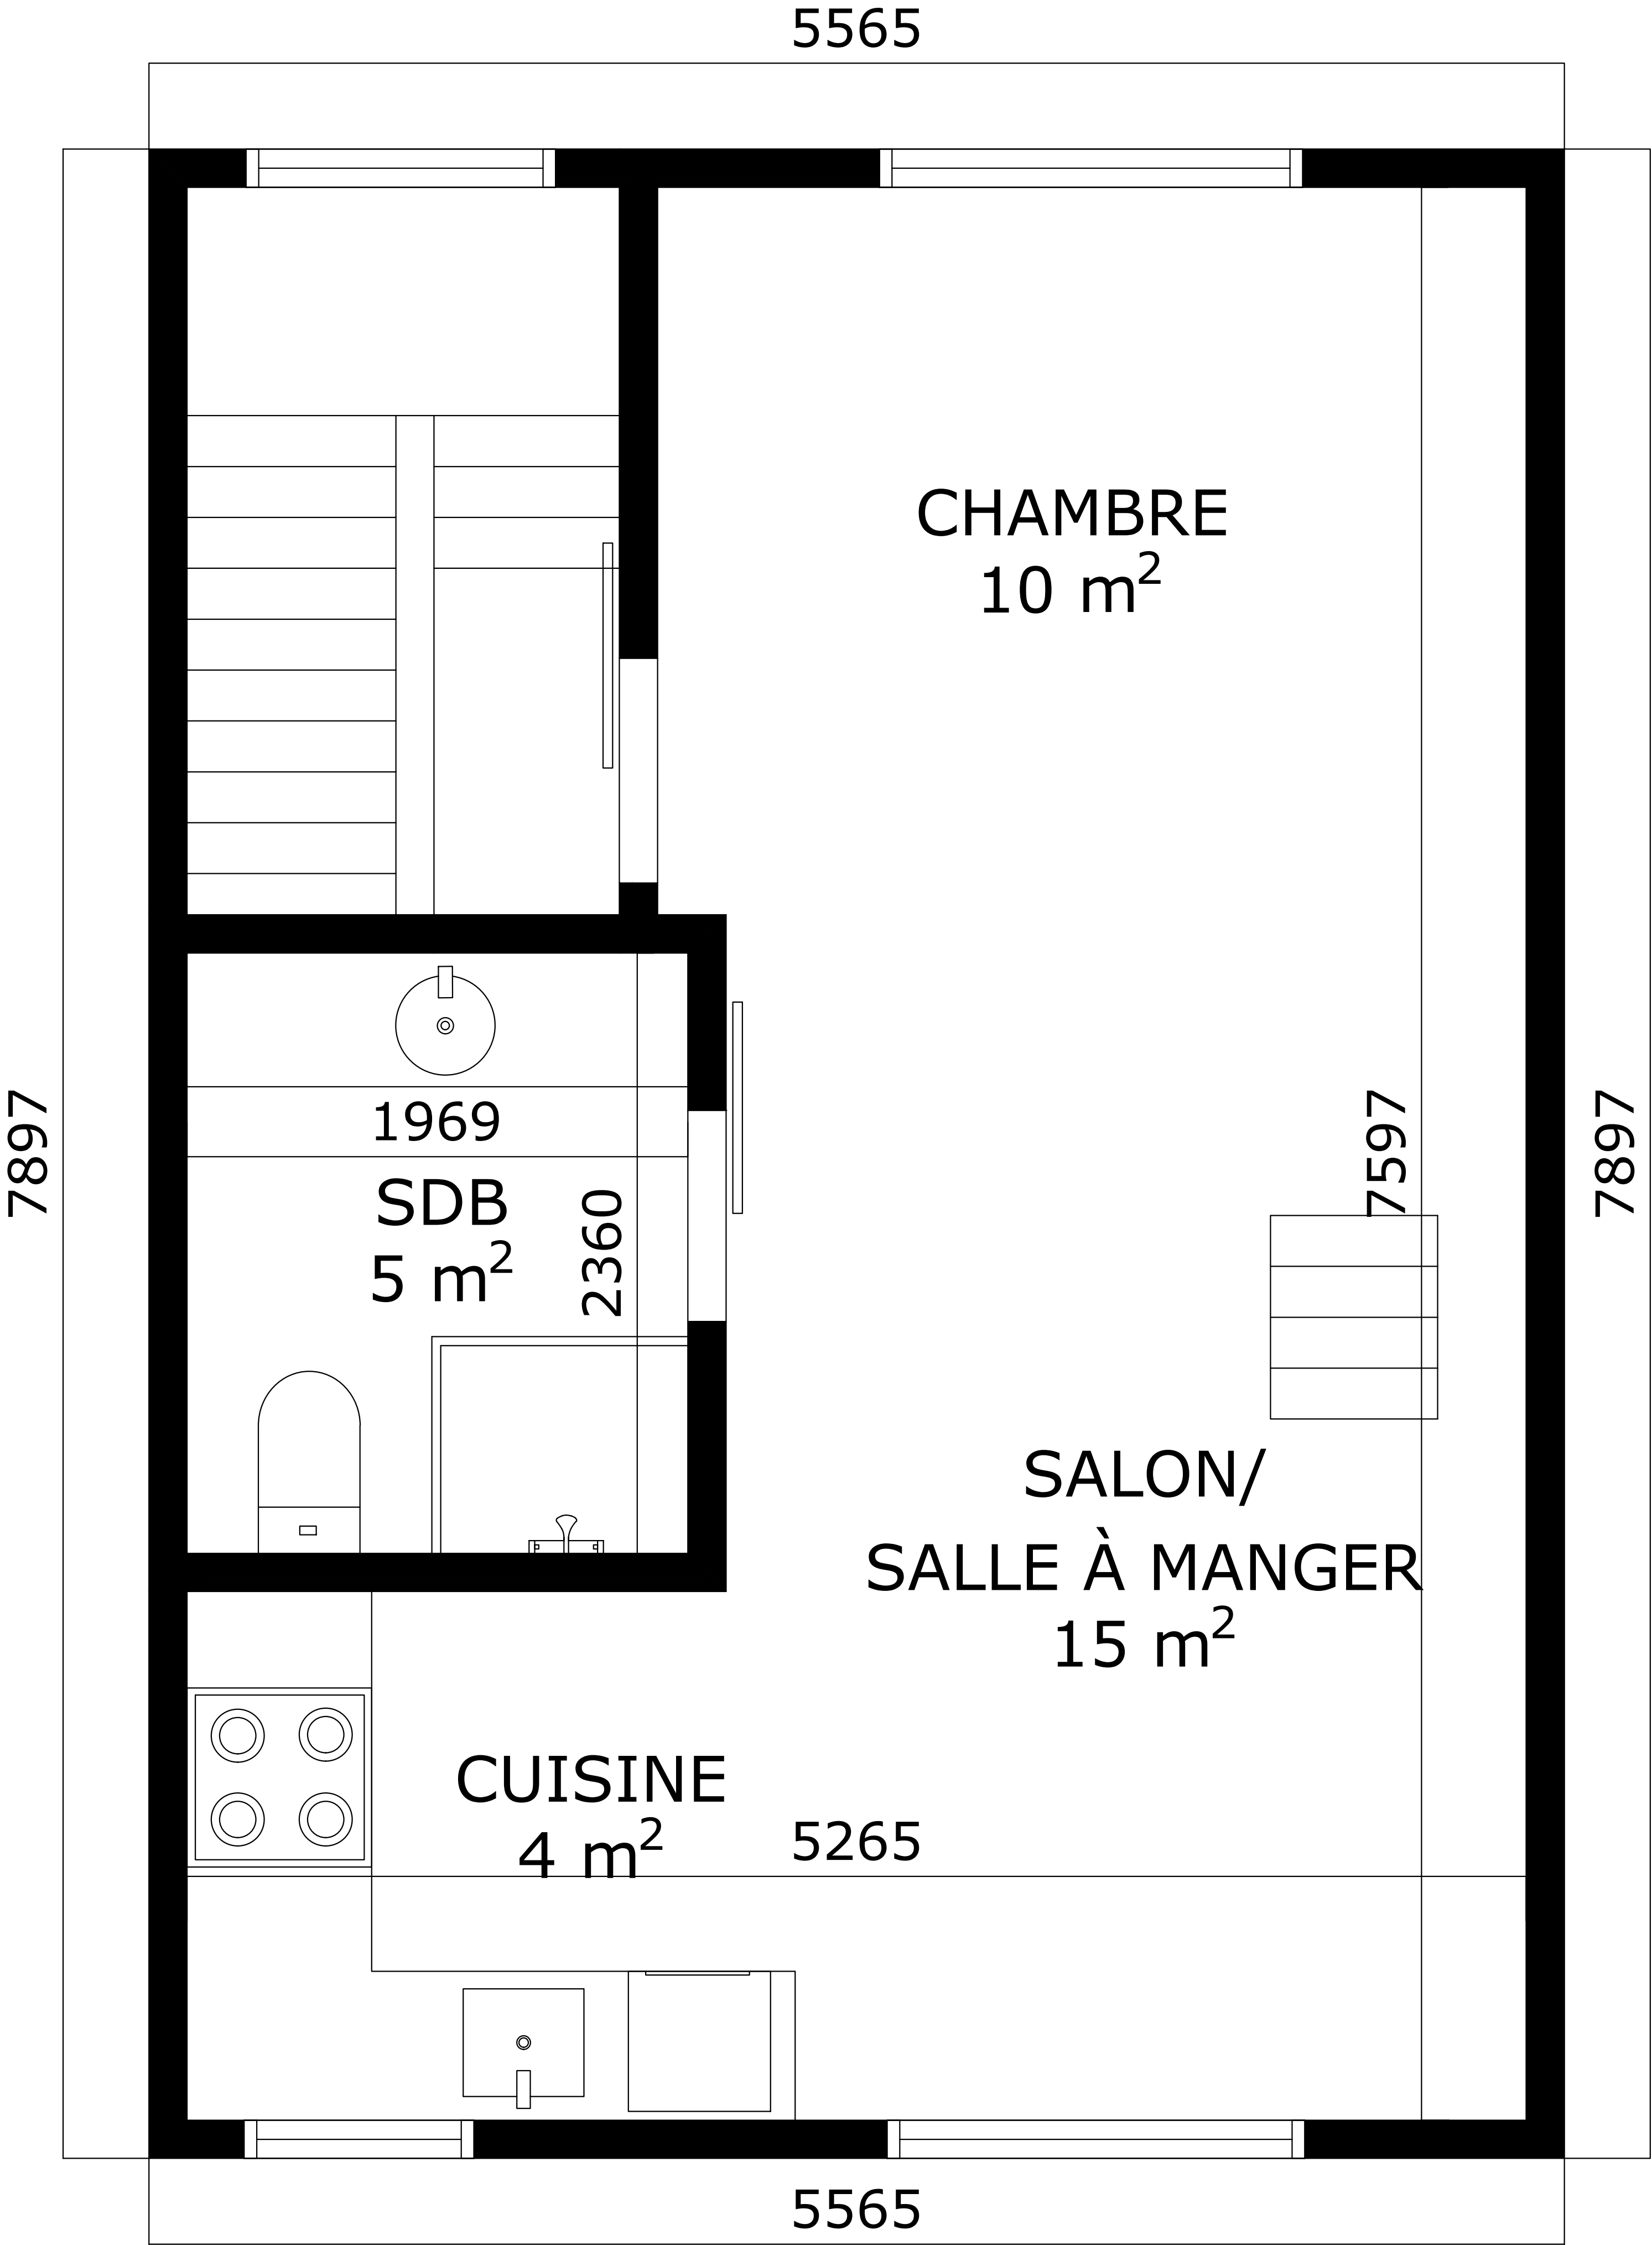 5565
CHAMBRE
10 m²
7897
1969
7597
7897
SDB
5 m²
2360
SALON/
SALLE À MANGER
15 m²
CUISINE
4 m²
5265
5565